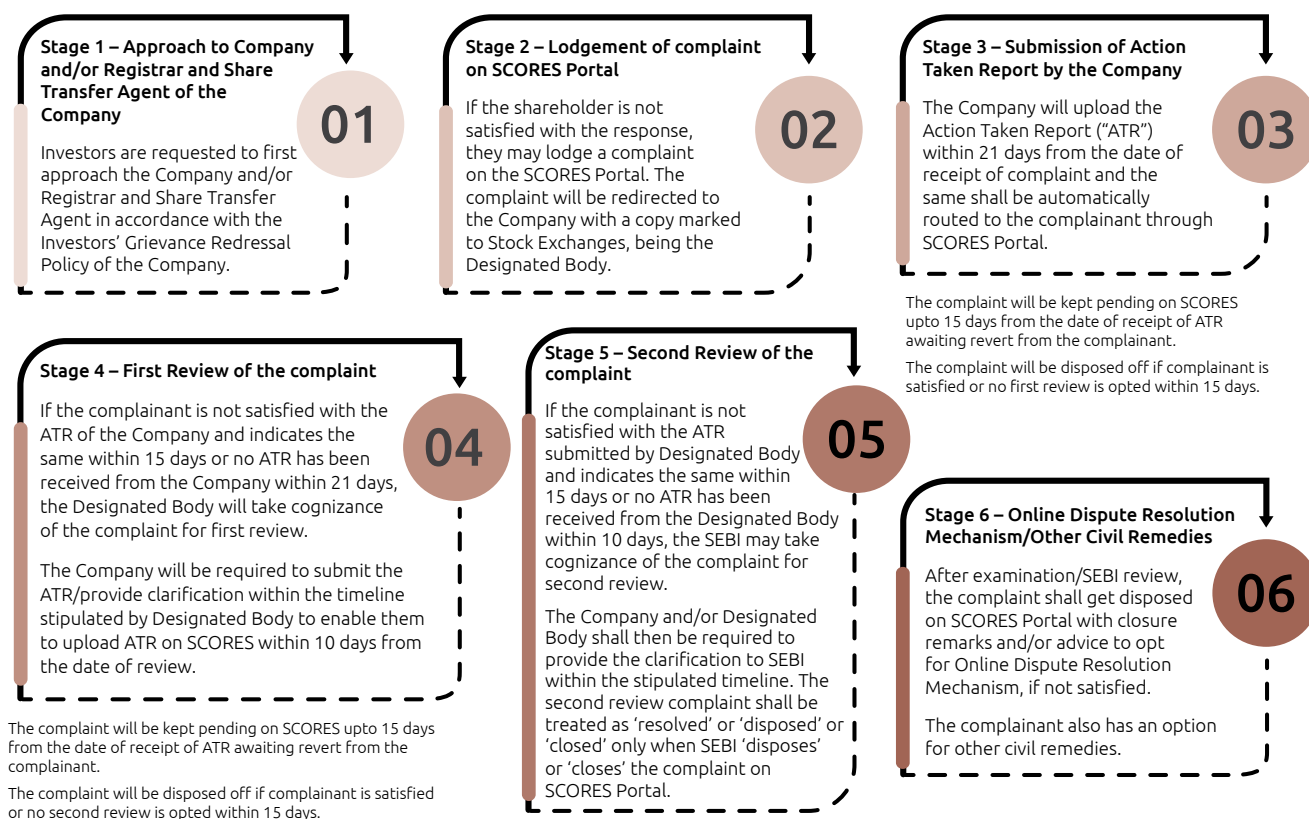 Stage 1 – Approach to Company
and/or Registrar and Share
Transfer Agent of the
Company
01
Investors are requested to first
approach the Company and/or
Registrar and Share Transfer
Agent in accordance with the
Investors’ Grievance Redressal
Policy of the Company.
Stage 2 – Lodgement of complaint
on SCORES Portal
02
If the shareholder is not
satisfied with the response,
they may lodge a complaint
on the SCORES Portal. The
complaint will be redirected to
the Company with a copy marked
to Stock Exchanges, being the
Designated Body.
Stage 3 – Submission of Action
Taken Report by the Company
03
The Company will upload the
Action Taken Report (“ATR”)
within 21 days from the date of
receipt of complaint and the
same shall be automatically
routed to the complainant through
SCORES Portal.
The complaint will be kept pending on SCORES
upto 15 days from the date of receipt of ATR
awaiting revert from the complainant.
The complaint will be disposed off if complainant is
satisfied or no first review is opted within 15 days.
Stage 4 – First Review of the complaint
04
If the complainant is not satisfied with the
ATR of the Company and indicates the
same within 15 days or no ATR has been
received from the Company within 21 days,
the Designated Body will take cognizance
of the complaint for first review.
The Company will be required to submit the
ATR/provide clarification within the timeline
stipulated by Designated Body to enable them
to upload ATR on SCORES within 10 days from
the date of review.
The complaint will be kept pending on SCORES upto 15 days
from the date of receipt of ATR awaiting revert from the
complainant.
The complaint will be disposed off if complainant is satisfied
or no second review is opted within 15 days.
Stage 5 – Second Review of the
complaint
05
If the complainant is not
satisfied with the ATR
submitted by Designated Body
and indicates the same within
15 days or no ATR has been
received from the Designated Body
within 10 days, the SEBI may take
cognizance of the complaint for
second review.
The Company and/or Designated
Body shall then be required to
provide the clarification to SEBI
within the stipulated timeline. The
second review complaint shall be
treated as ‘resolved’ or ‘disposed’ or
‘closed’ only when SEBI ‘disposes’
or ‘closes’ the complaint on
SCORES Portal.
Stage 6 – Online Dispute Resolution
Mechanism/Other Civil Remedies
06
After examination/SEBI review,
the complaint shall get disposed
on SCORES Portal with closure
remarks and/or advice to opt
for Online Dispute Resolution
Mechanism, if not satisfied.
The complainant also has an option
for other civil remedies.